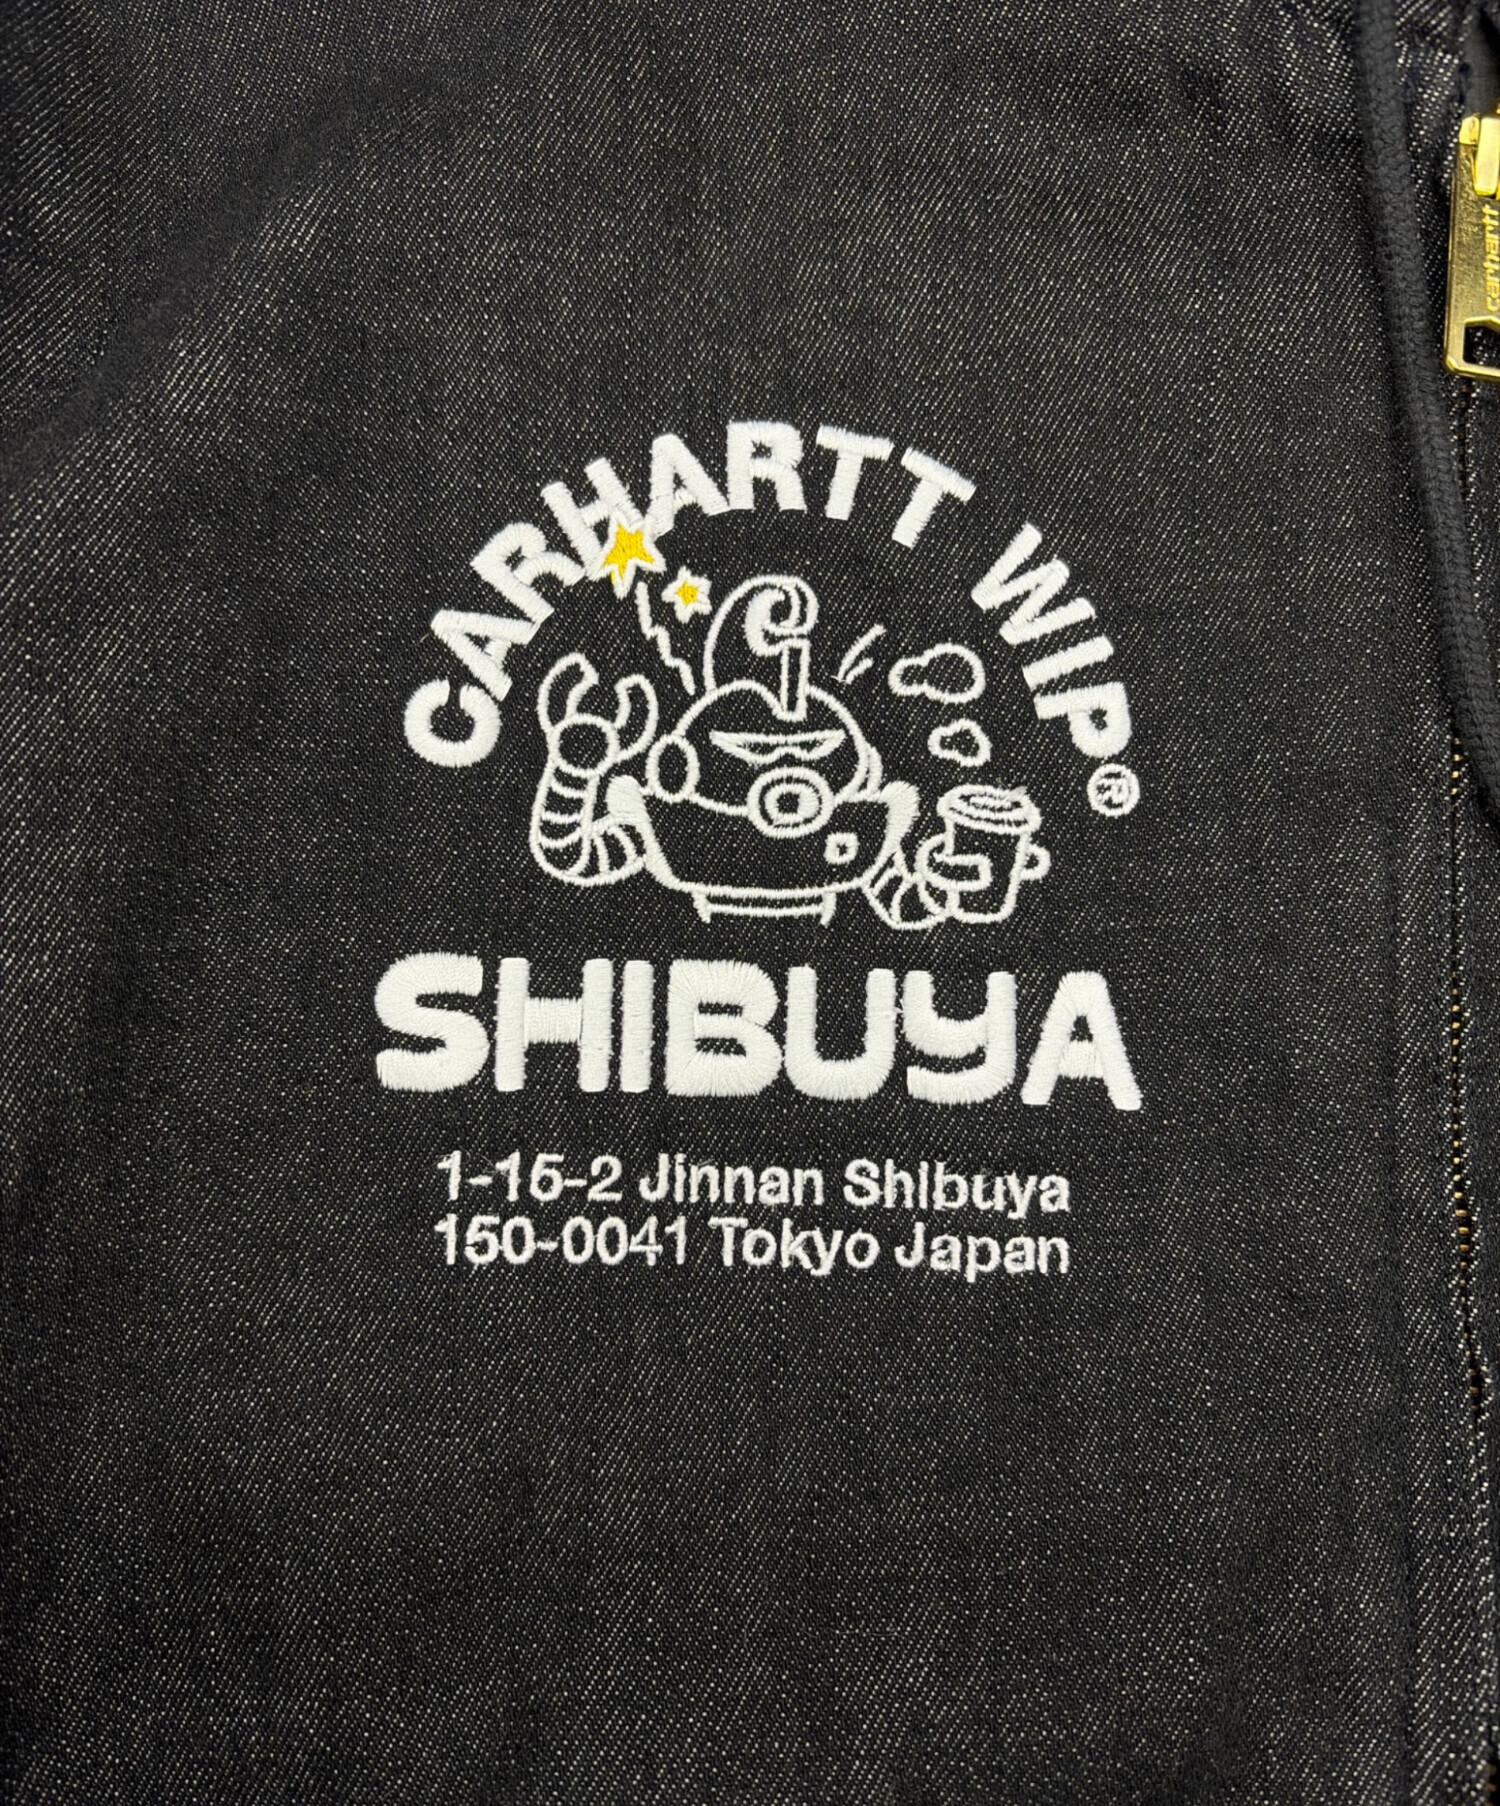 CARHARTT WIP®
SHIBUYA
1-15-2 Jinnan Shibuya
150-0041 Tokyo Japan
carhartt